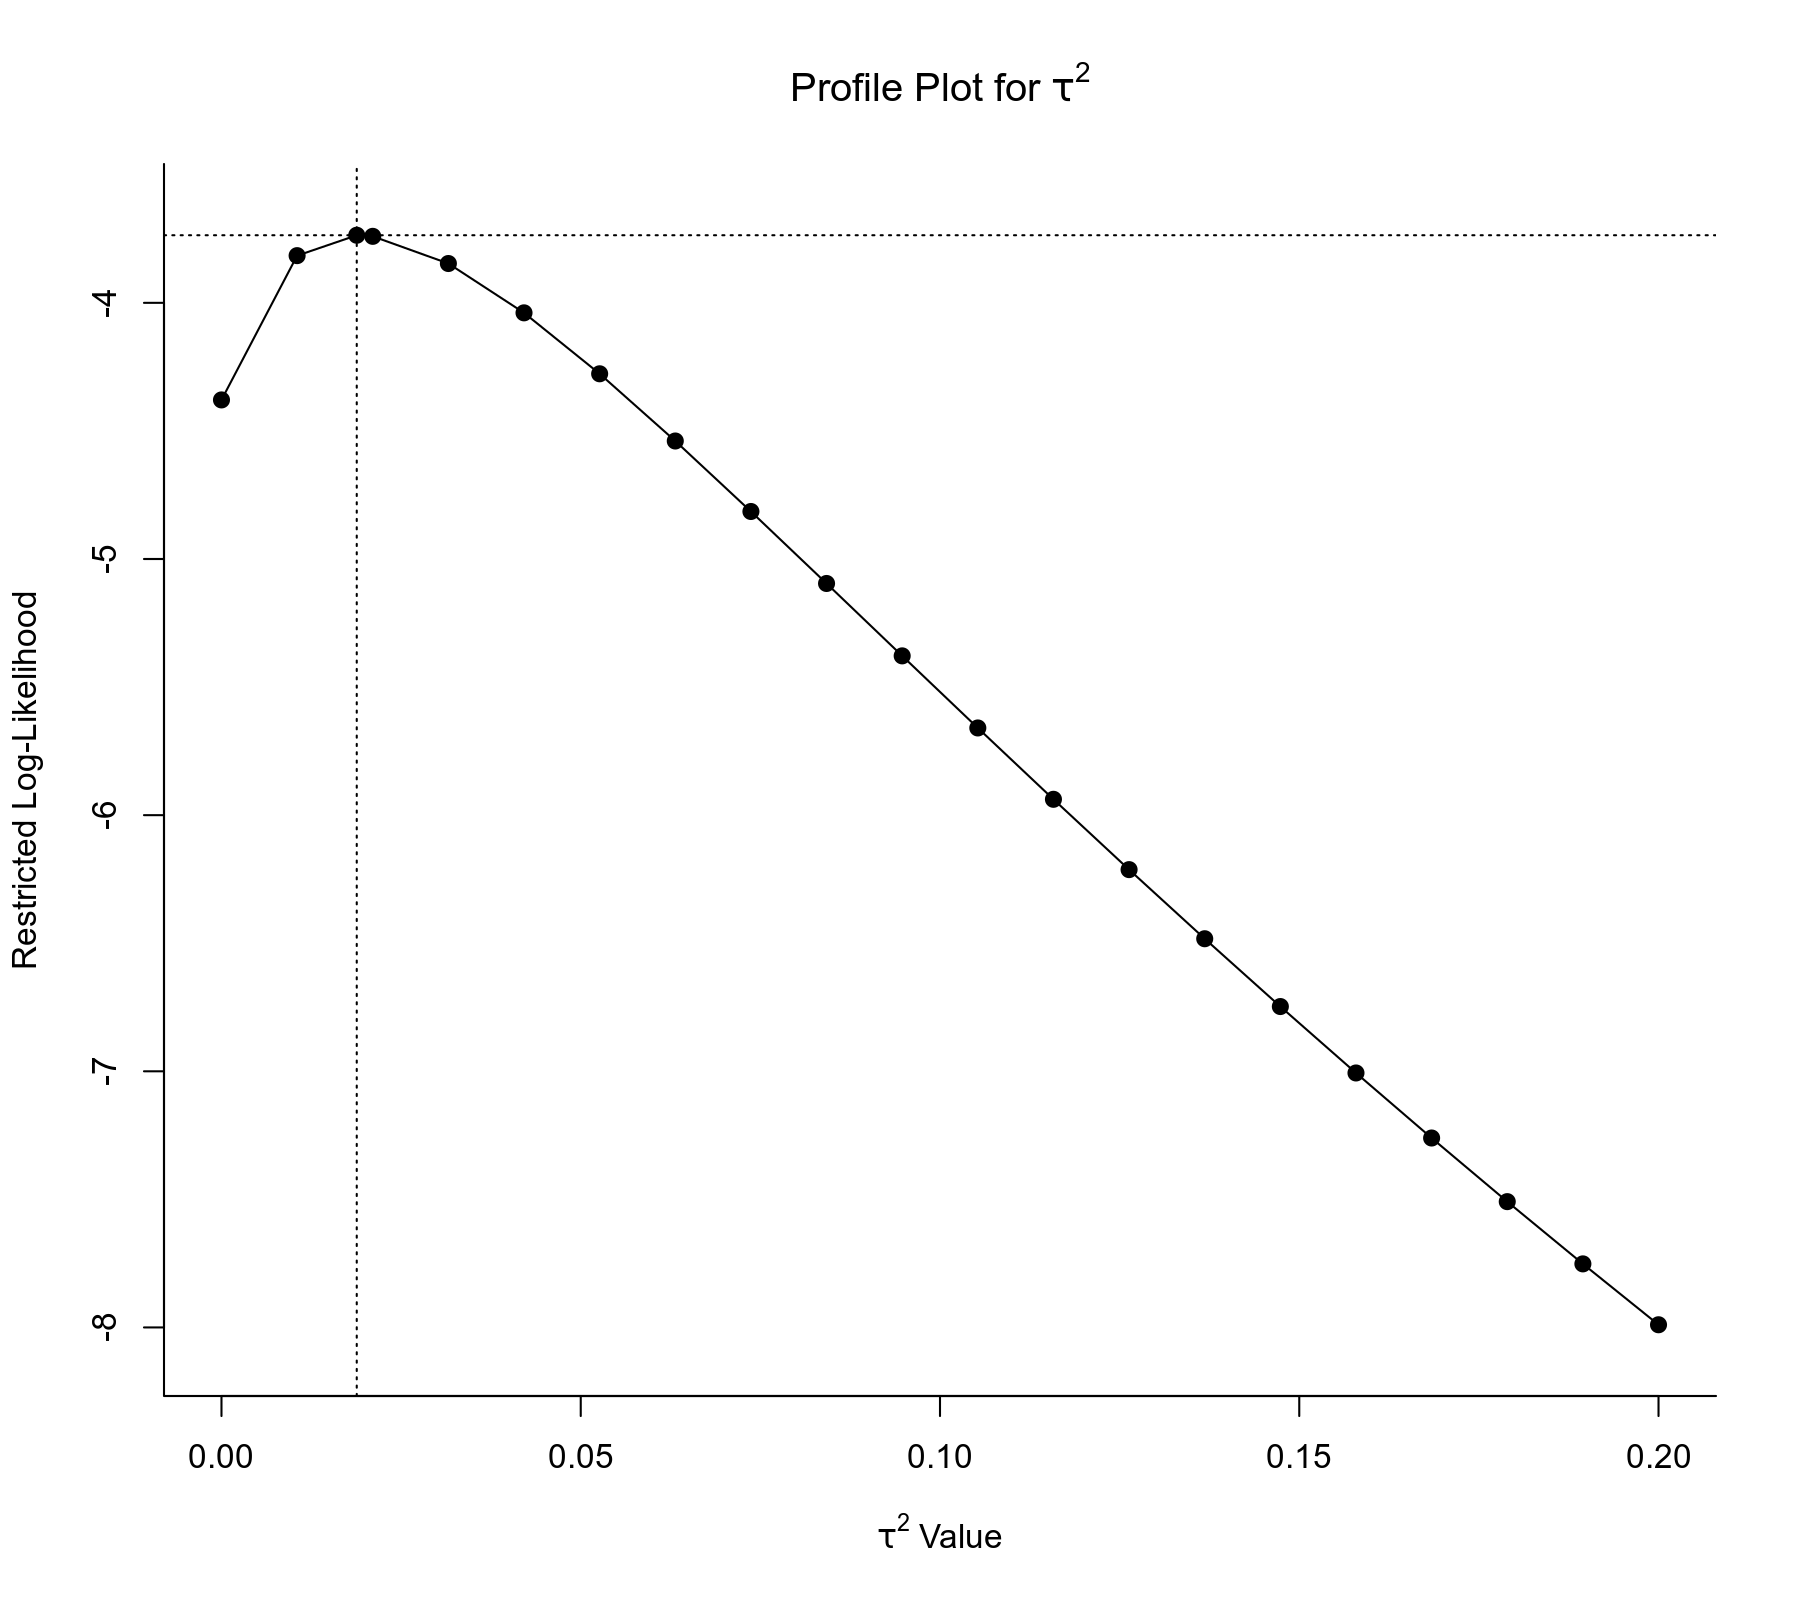 Profile Plot for τ²
Restricted Log-Likelihood
-4
-5
-6
-7
-8
0.00 0.05 0.10 0.15 0.20
τ² Value